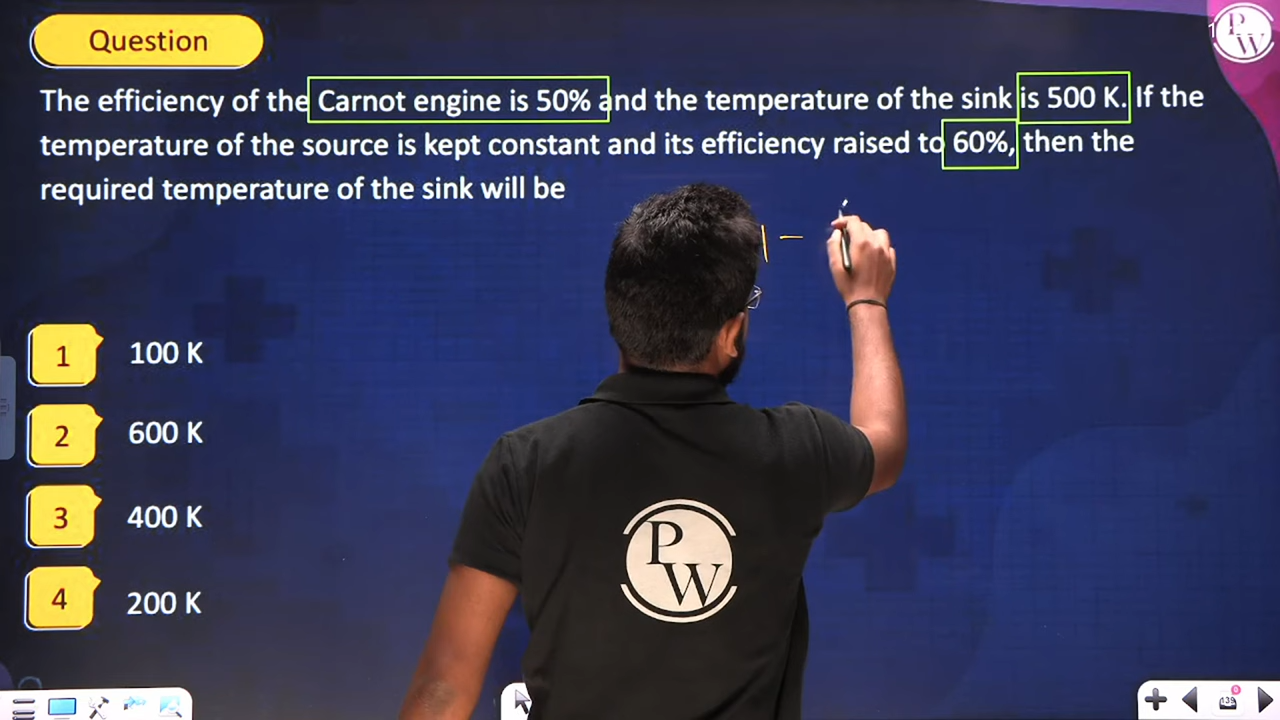 Question
The efficiency of the Carnot engine is 50% and the temperature of the sink is 500 K. If the
temperature of the source is kept constant and its efficiency raised to 60%, then the
required temperature of the sink will be
1 –
1 100 K
2 600 K
3 400 K
4 200 K
P
W
PW